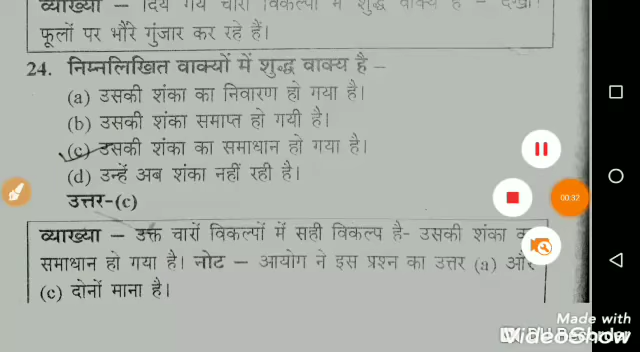 व्याख्या – दिये गये चारों विकल्पों में शुद्ध वाक्य है – देखो!
फूलों पर भौंरे गुंजार कर रहे हैं।
24. निम्नलिखित वाक्यों में शुद्ध वाक्य है –
(a) उसकी शंका का निवारण हो गया है।
(b) उसकी शंका समाप्त हो गयी है।
(c) उसकी शंका का समाधान हो गया है।
(d) उन्हें अब शंका नहीं रही है।
उत्तर-(c)
व्याख्या – उक्त चारों विकल्पों में सही विकल्प है- उसकी शंका
समाधान हो गया है। नोट – आयोग ने इस प्रश्न का उत्तर (a) और
(c) दोनों माना है।
00:32
Made with
VideoShow